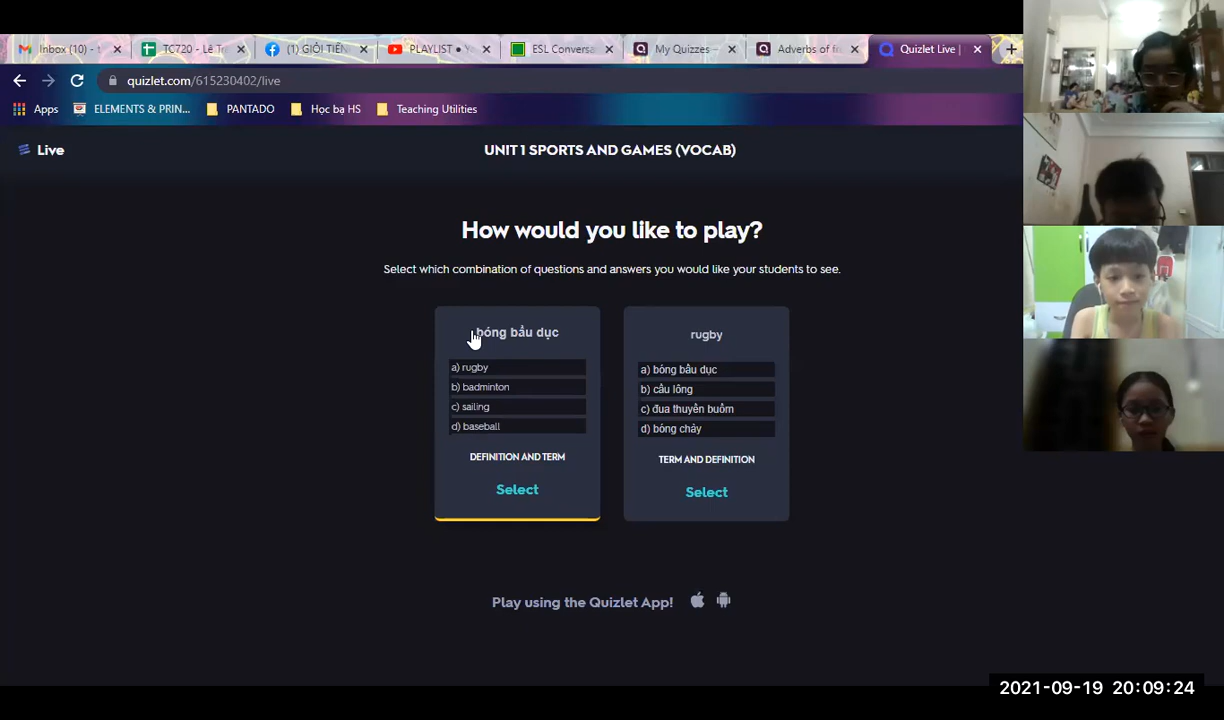 Inbox (10) - t
TC720 - Lê Tr
(1) GIỎI TIẾN
PLAYLIST ● Y
ESL Conversa
My Quizzes –
Adverbs of fr
Quizlet Live |
quizlet.com/615230402/live
Apps
ELEMENTS & PRIN...
PANTADO
Học bạ HS
Teaching Utilities
Live
UNIT 1 SPORTS AND GAMES (VOCAB)
How would you like to play?
Select which combination of questions and answers you would like your students to see.
bóng bầu dục
a) rugby
b) badminton
c) sailing
d) baseball
DEFINITION AND TERM
Select
rugby
a) bóng bầu dục
b) cầu lông
c) đua thuyền buồm
d) bóng chày
TERM AND DEFINITION
Select
Play using the Quizlet App!
2021-09-19 20:09:24